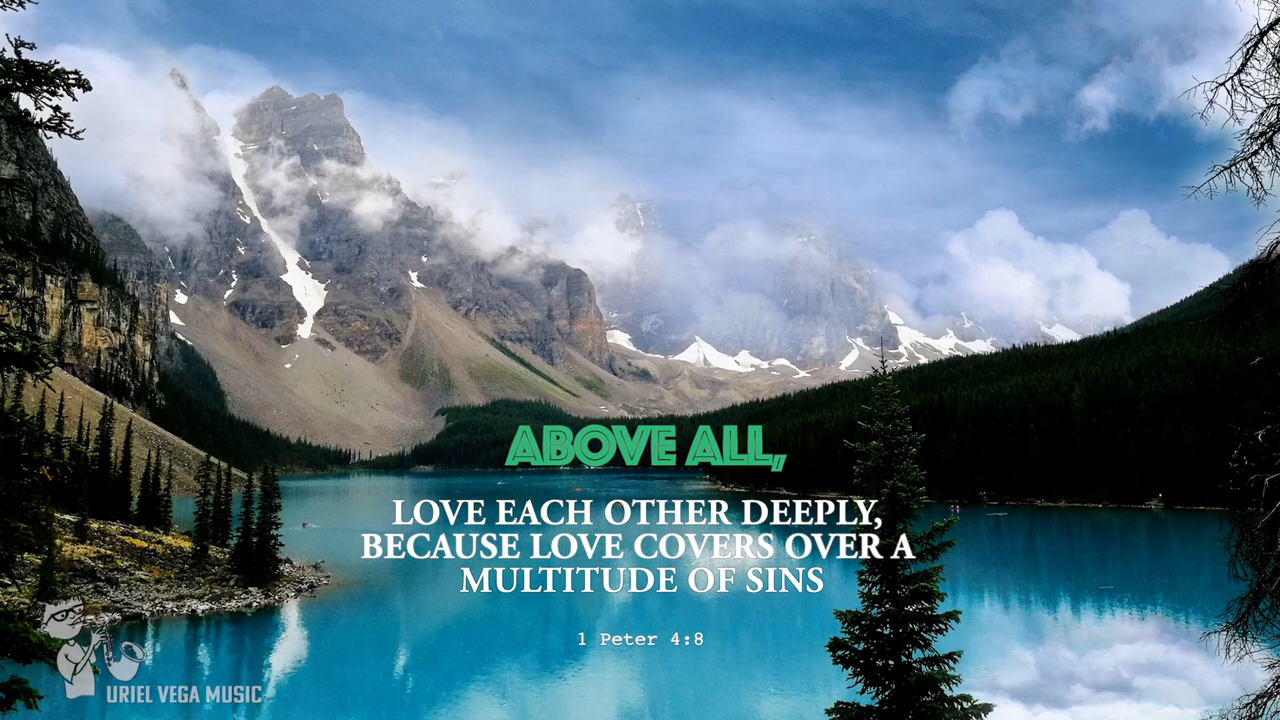 ABOVE ALL,
LOVE EACH OTHER DEEPLY,
BECAUSE LOVE COVERS OVER A
MULTITUDE OF SINS
1 Peter 4:8
URIEL VEGA MUSIC